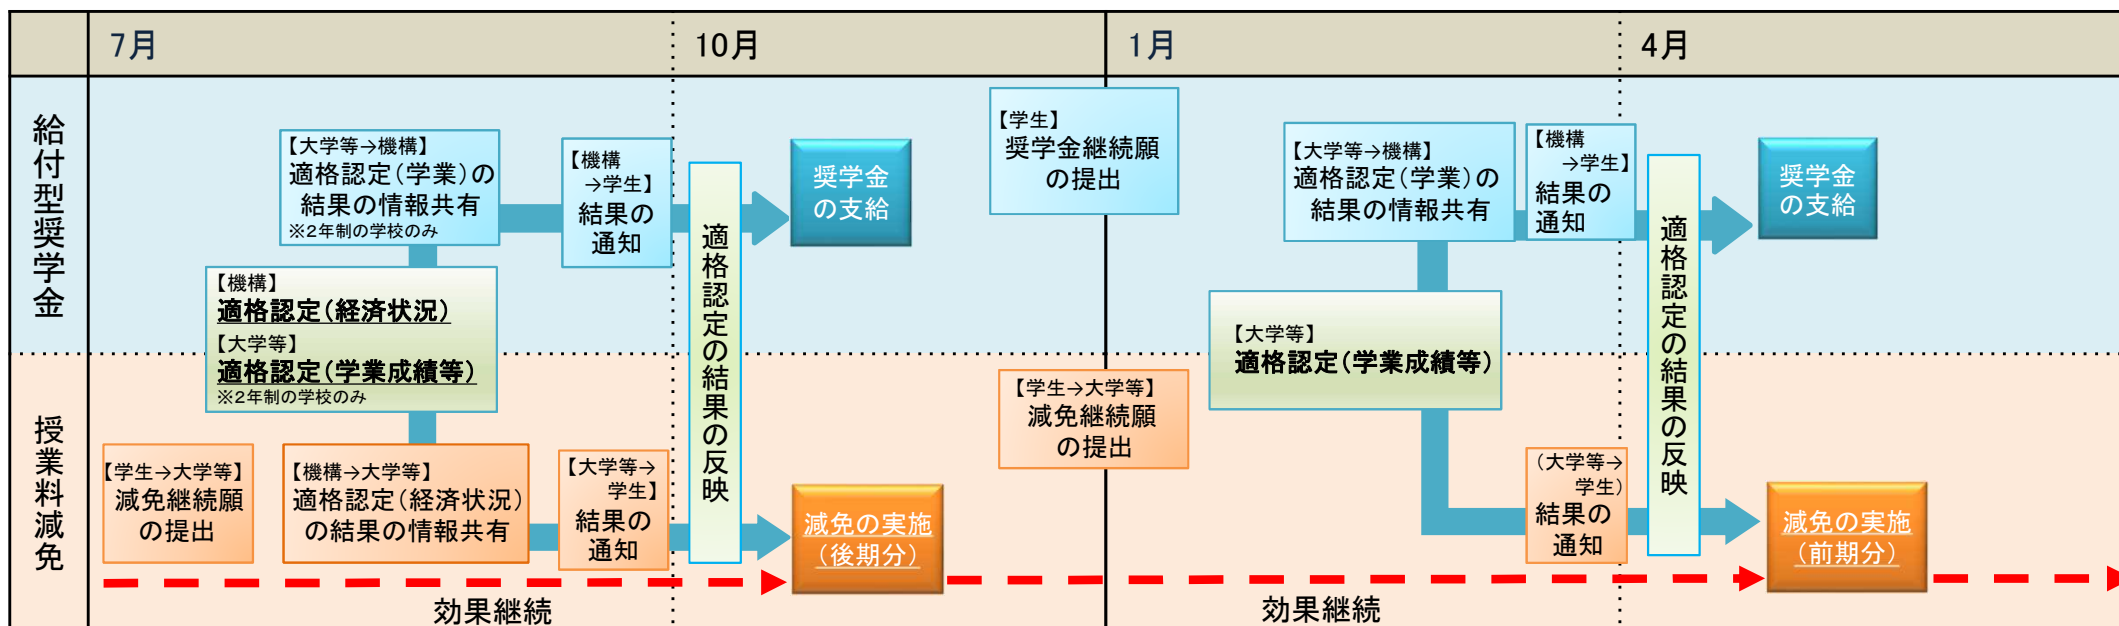 7月
10月
1月
4月
給付型奨学金
【大学等→機構】
適格認定(学業)の
結果の情報共有
※2年制の学校のみ
【機構
→学生】
結果の
通知
適格認定の結果の反映
奨学金
の支給
【学生】
奨学金継続願
の提出
【大学等→機構】
適格認定(学業)の
結果の情報共有
【機構
→学生】
結果の
通知
適格認定の結果の反映
奨学金
の支給
【機構】
適格認定(経済状況)
【大学等】
適格認定(学業成績等)
※2年制の学校のみ
【大学等】
適格認定(学業成績等)
授業料減免
【学生→大学等】
減免継続願
の提出
【機構→大学等】
適格認定(経済状況)
の結果の情報共有
【大学等→
学生】
結果の
通知
減免の実施
(後期分)
【学生→大学等】
減免継続願
の提出
(大学等→
学生)
結果の
通知
減免の実施
(前期分)
効果継続
効果継続